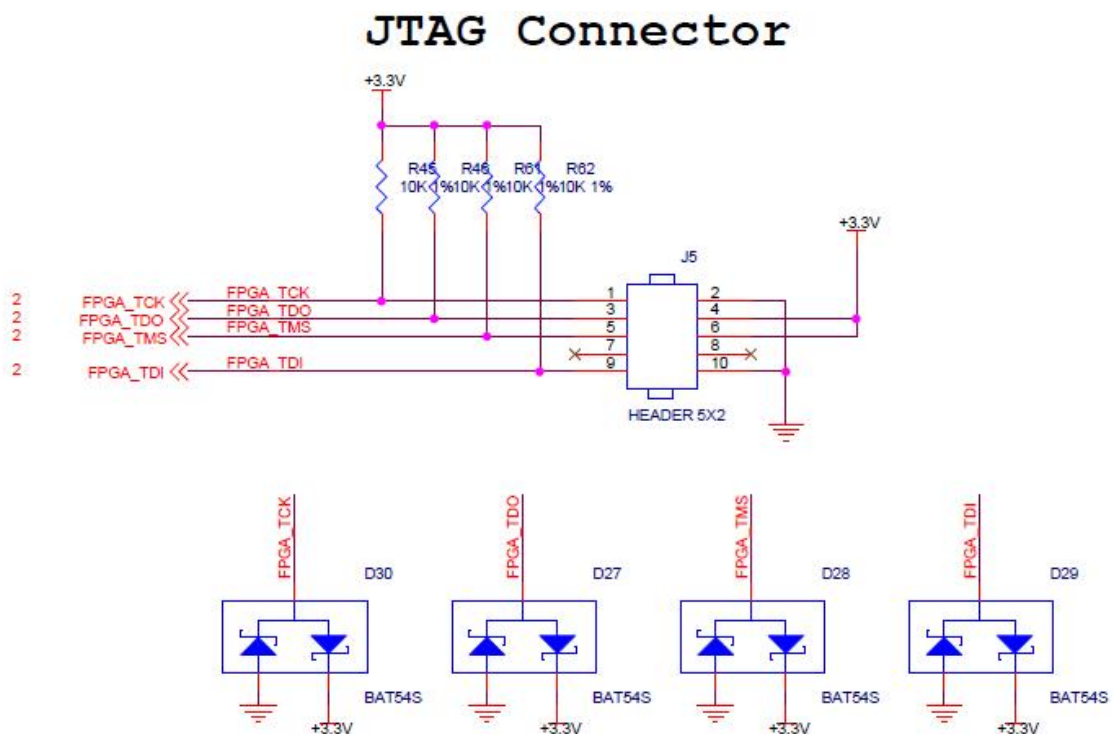 JTAG Connector
+3.3V
R45 R46 R61 R62
10K 1% 10K 1% 10K 1% 10K 1%
+3.3V
J5
2 FPGA_TCK FPGA_TCK 1 2
2 FPGA_TDO FPGA_TDO 3 4
2 FPGA_TMS FPGA_TMS 5 6
7 8
2 FPGA_TDI FPGA_TDI 9 10
HEADER 5X2
FPGA_TCK FPGA_TDO FPGA_TMS FPGA_TDI
D30 D27 D28 D29
BAT54S BAT54S BAT54S BAT54S
+3.3V +3.3V +3.3V +3.3V